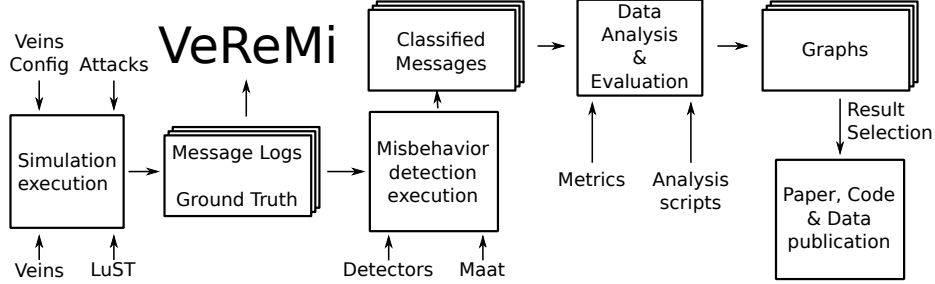 Veins
Config
Attacks
Simulation
execution
Veins
LuST
VeReMi
Message Logs
Ground Truth
Classified
Messages
Misbehavior
detection
execution
Detectors
Maat
Data
Analysis
&
Evaluation
Metrics
Analysis
scripts
Graphs
Result
Selection
Paper, Code
& Data
publication